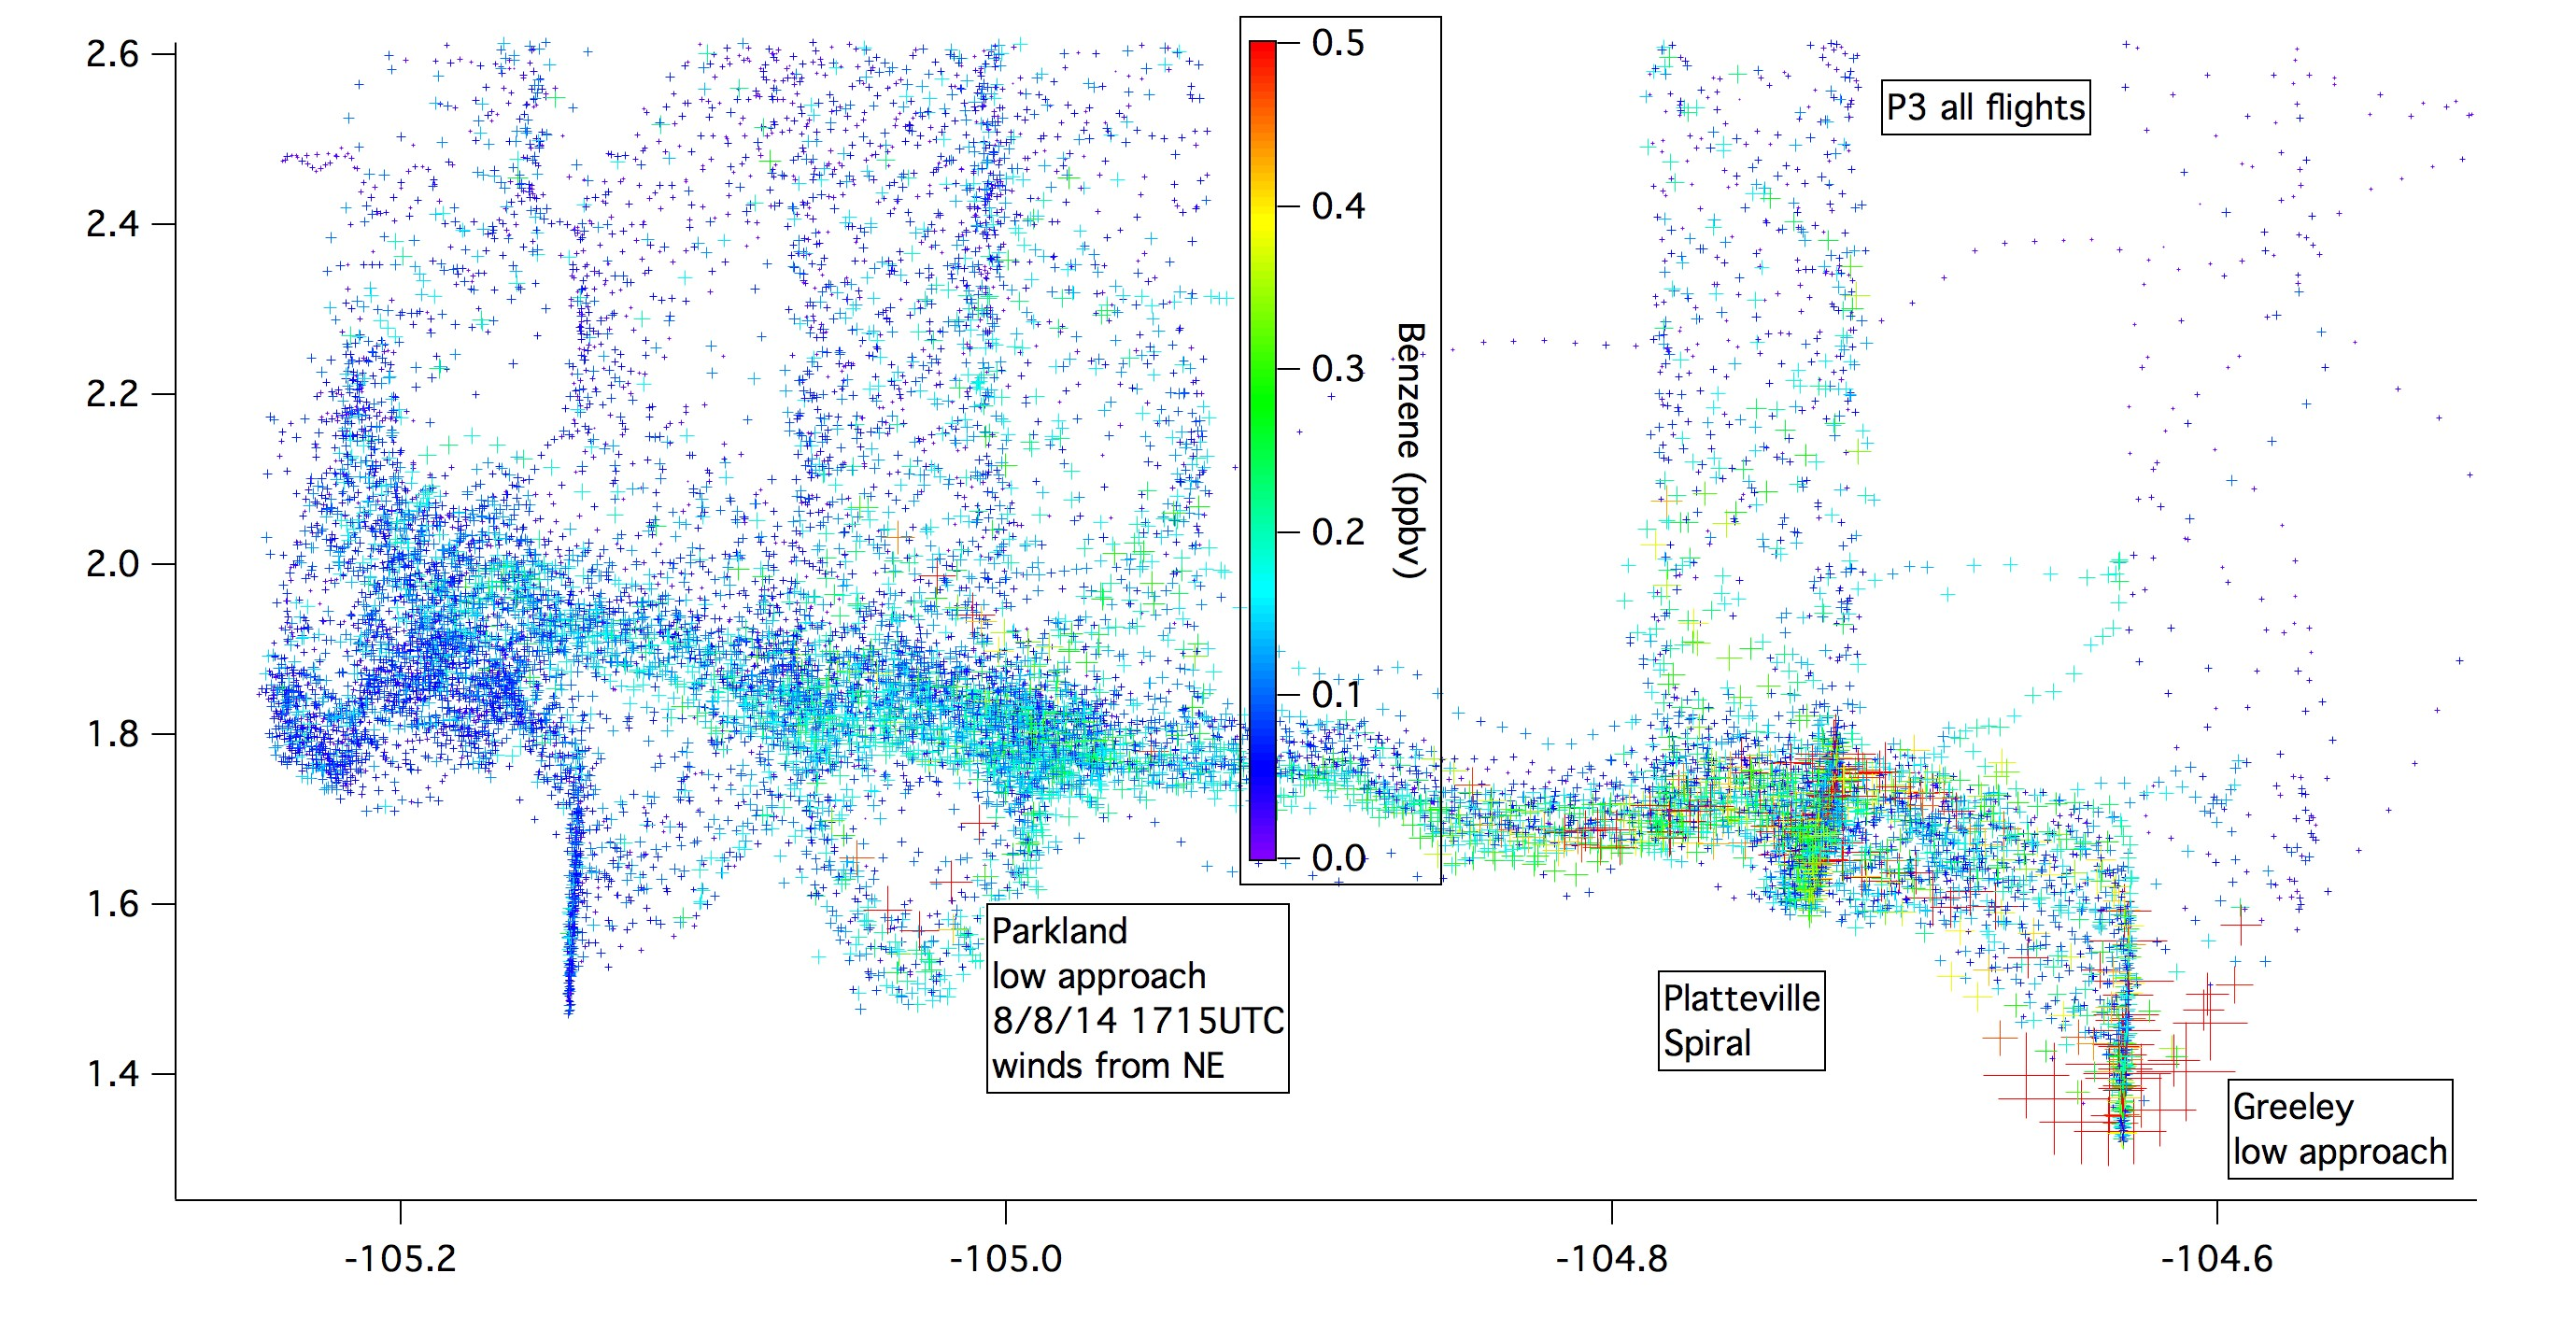 2.6
2.4
2.2
2.0
1.8
1.6
1.4
-105.2
-105.0
-104.8
-104.6
0.5
0.4
0.3
0.2
0.1
0.0
Benzene (ppbv)
P3 all flights
Parkland
low approach
8/8/14 1715UTC
winds from NE
Platteville
Spiral
Greeley
low approach